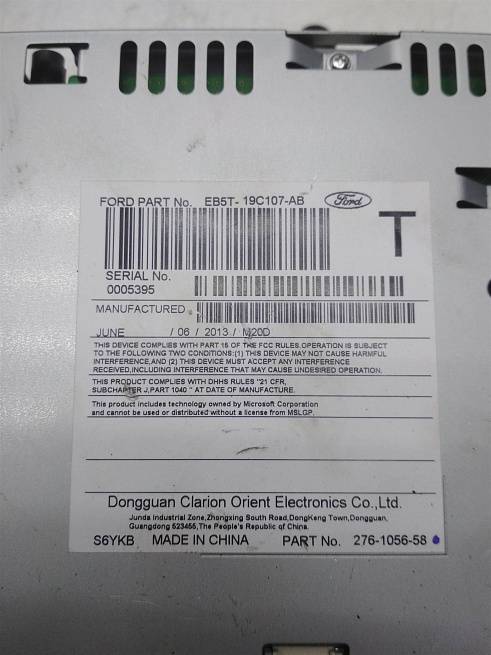 FORD PART No. EB5T-19C107-AB Ford
T
SERIAL No.
0005395
MANUFACTURED
JUNE / 06 / 2013 / M20D
THIS DEVICE COMPLIES WITH PART 15 OF THE FCC RULES.OPERATION IS SUBJECT
TO THE FOLLOWING TWO CONDITIONS:(1) THIS DEVICE MAY NOT CAUSE HARMFUL
INTERFERENCE,AND (2) THIS DEVICE MUST ACCEPT ANY INTERFERENCE
RECEIVED,INCLUDING INTERFERENCE THAT MAY CAUSE UNDESIRED OPERATION.
THIS PRODUCT COMPLIES WITH DHHS RULES "21 CFR,
SUBCHAPTER J,PART 1040 " AT DATE OF MANUFACTURE.
This product includes technology owned by Microsoft Corporation
and cannot be used or distributed without a license from MSLGP.
Dongguan Clarion Orient Electronics Co.,Ltd.
Junda Industrial Zone,Zhongxing South Road,DongKeng Town,Dongguan,
Guangdong 523455,The People's Republic of China.
S6YKB MADE IN CHINA PART No. 276-1056-58